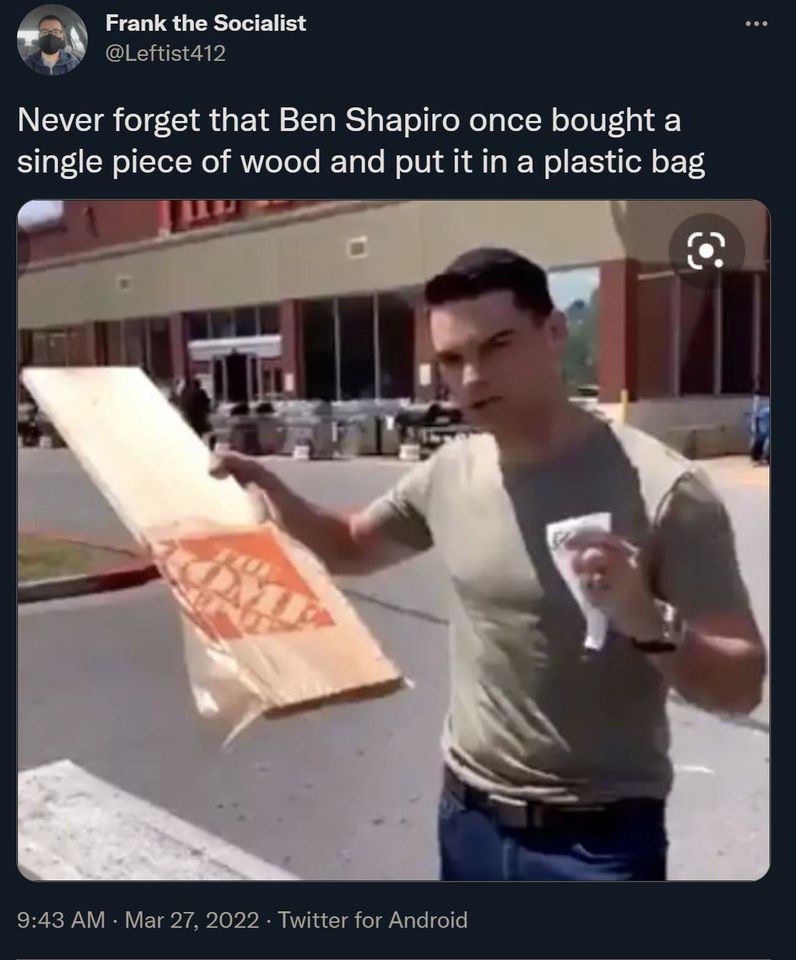 Frank the Socialist
@Leftist412
Never forget that Ben Shapiro once bought a
single piece of wood and put it in a plastic bag
9:43 AM · Mar 27, 2022 · Twitter for Android